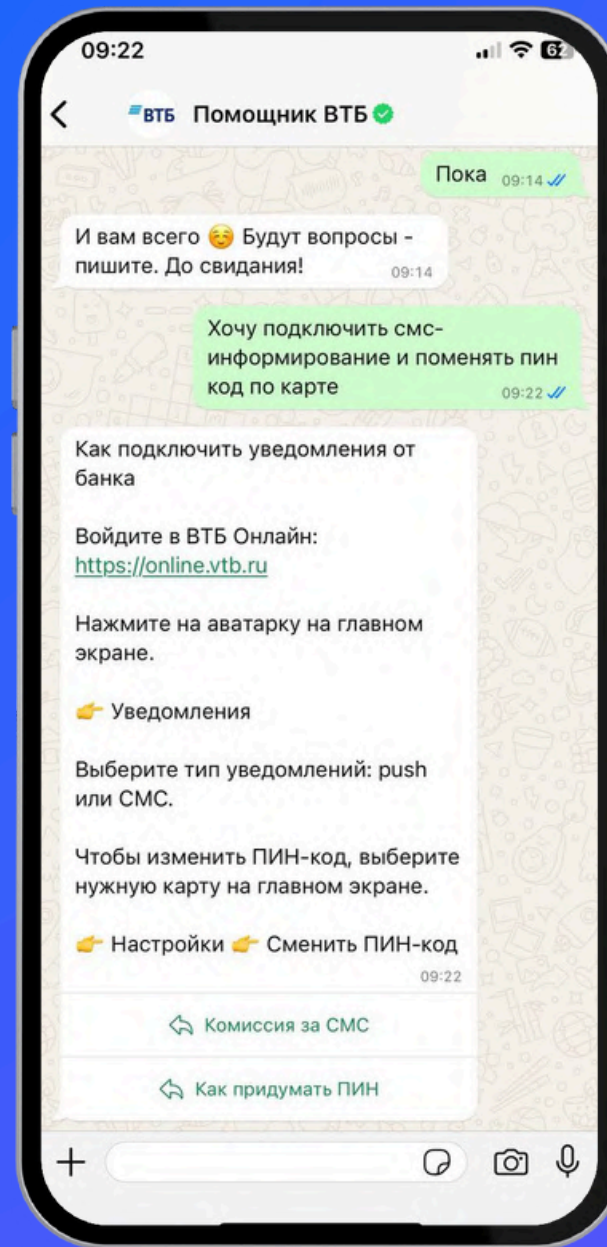 09:22
62
ВТБ Помощник ВТБ
Пока 09:14
И вам всего ☺️ Будут вопросы -
пишите. До свидания! 09:14
Хочу подключить смс-
информирование и поменять пин
код по карте 09:22
Как подключить уведомления от
банка
Войдите в ВТБ Онлайн:
https://online.vtb.ru
Нажмите на аватарку на главном
экране.
👉 Уведомления
Выберите тип уведомлений: push
или СМС.
Чтобы изменить ПИН-код, выберите
нужную карту на главном экране.
👉 Настройки 👉 Сменить ПИН-код
09:22
Комиссия за СМС
Как придумать ПИН